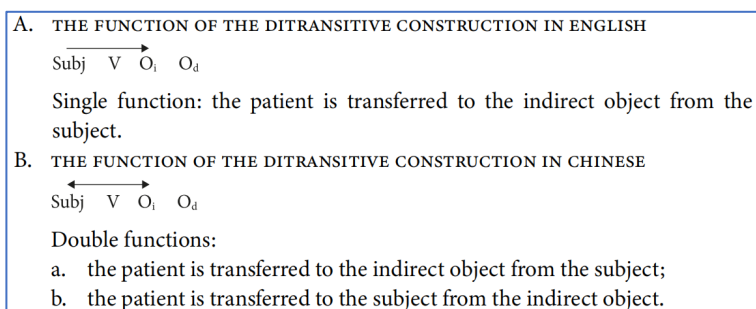 A. THE FUNCTION OF THE DITRANSITIVE CONSTRUCTION IN ENGLISH
Subj V Oi Od
Single function: the patient is transferred to the indirect object from the
subject.
B. THE FUNCTION OF THE DITRANSITIVE CONSTRUCTION IN CHINESE
Subj V Oi Od
Double functions:
a. the patient is transferred to the indirect object from the subject;
b. the patient is transferred to the subject from the indirect object.